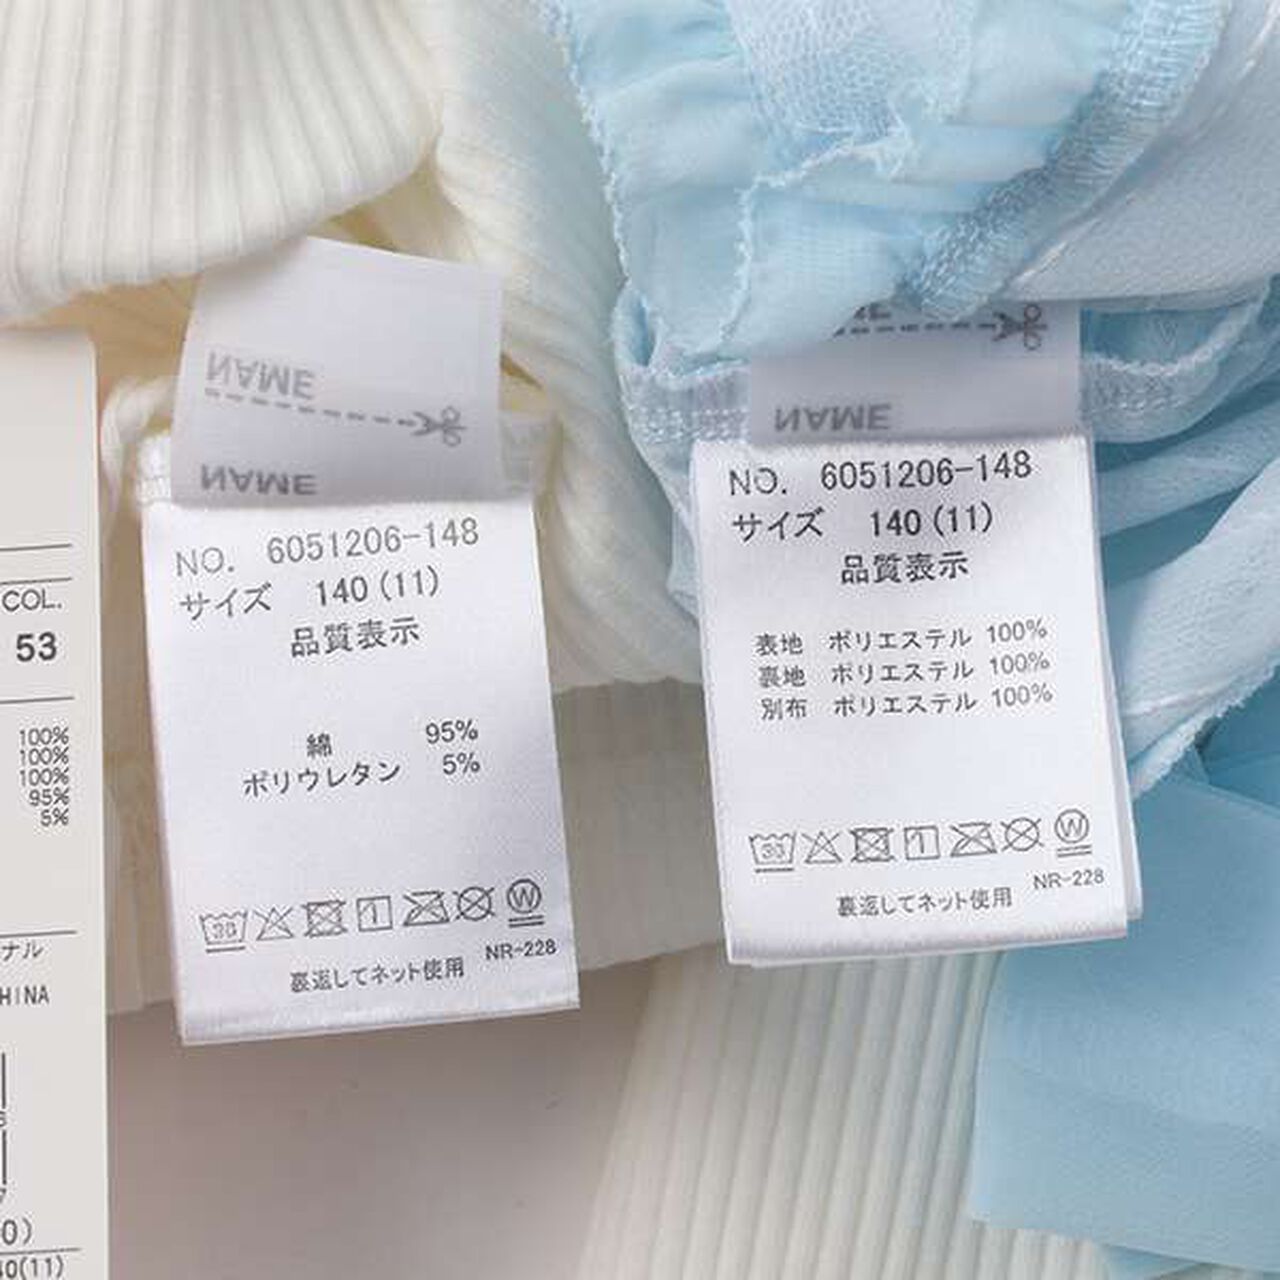 COL.
53
100%
100%
100%
95%
5%
ナル
HINA
0)
40(11)
NAME
NAME
NO. 6051206-148
サイズ 140(11)
品質表示
綿 95%
ポリウレタン 5%
30
1
W
NR-228
裏返してネット使用
NAME
NO. 6051206-148
サイズ 140(11)
品質表示
表地 ポリエステル 100%
裏地 ポリエステル 100%
別布 ポリエステル 100%
30
1
W
NR-228
裏返してネット使用